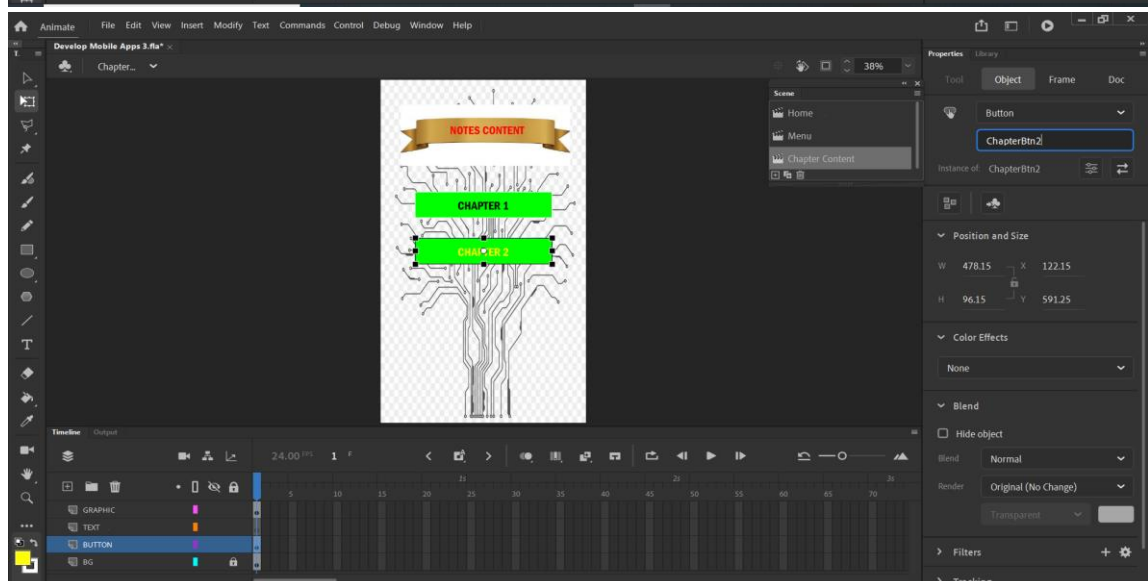 Animate File Edit View Insert Modify Text Commands Control Debug Window Help
Develop Mobile Apps 3.fla* ×
Chapter...
38%
Properties Library
Tool Object Frame Doc
Scene
Home
Menu
Chapter Content
Button
ChapterBtn2
Instance of ChapterBtn2
NOTES CONTENT
CHAPTER 1
CHAPTER 2
Position and Size
W 478.15 X 122.15
H 96.15 Y 591.25
Color Effects
None
Blend
Hide object
Blend Normal
Render Original (No Change)
Transparent
Filters
Timeline Output
24.00 FPS 1 F
1s 2s 3s
5 10 15 20 25 30 35 40 45 50 55 60 65 70
GRAPHIC
TEXT
BUTTON
BG